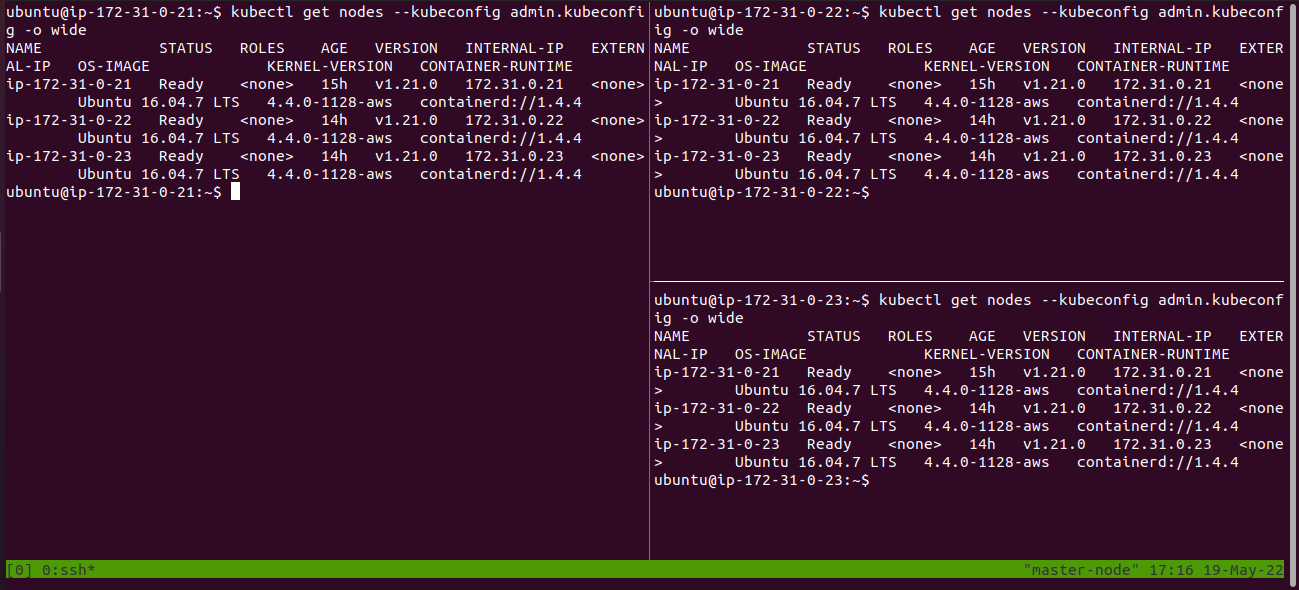 ubuntu@ip-172-31-0-21:~$ kubectl get nodes --kubeconfig admin.kubeconfi
g -o wide
NAME             STATUS   ROLES    AGE   VERSION   INTERNAL-IP   EXTERN
AL-IP   OS-IMAGE             KERNEL-VERSION   CONTAINER-RUNTIME
ip-172-31-0-21   Ready    <none>   15h   v1.21.0   172.31.0.21   <none>
        Ubuntu 16.04.7 LTS   4.4.0-1128-aws   containerd://1.4.4
ip-172-31-0-22   Ready    <none>   14h   v1.21.0   172.31.0.22   <none>
        Ubuntu 16.04.7 LTS   4.4.0-1128-aws   containerd://1.4.4
ip-172-31-0-23   Ready    <none>   14h   v1.21.0   172.31.0.23   <none>
        Ubuntu 16.04.7 LTS   4.4.0-1128-aws   containerd://1.4.4
ubuntu@ip-172-31-0-21:~$
ubuntu@ip-172-31-0-22:~$ kubectl get nodes --kubeconfig admin.kubeconf
ig -o wide
NAME             STATUS   ROLES    AGE   VERSION   INTERNAL-IP   EXTER
NAL-IP   OS-IMAGE             KERNEL-VERSION   CONTAINER-RUNTIME
ip-172-31-0-21   Ready    <none>   15h   v1.21.0   172.31.0.21   <none
>        Ubuntu 16.04.7 LTS   4.4.0-1128-aws   containerd://1.4.4
ip-172-31-0-22   Ready    <none>   14h   v1.21.0   172.31.0.22   <none
>        Ubuntu 16.04.7 LTS   4.4.0-1128-aws   containerd://1.4.4
ip-172-31-0-23   Ready    <none>   14h   v1.21.0   172.31.0.23   <none
>        Ubuntu 16.04.7 LTS   4.4.0-1128-aws   containerd://1.4.4
ubuntu@ip-172-31-0-22:~$
ubuntu@ip-172-31-0-23:~$ kubectl get nodes --kubeconfig admin.kubeconf
ig -o wide
NAME             STATUS   ROLES    AGE   VERSION   INTERNAL-IP   EXTER
NAL-IP   OS-IMAGE             KERNEL-VERSION   CONTAINER-RUNTIME
ip-172-31-0-21   Ready    <none>   15h   v1.21.0   172.31.0.21   <none
>        Ubuntu 16.04.7 LTS   4.4.0-1128-aws   containerd://1.4.4
ip-172-31-0-22   Ready    <none>   14h   v1.21.0   172.31.0.22   <none
>        Ubuntu 16.04.7 LTS   4.4.0-1128-aws   containerd://1.4.4
ip-172-31-0-23   Ready    <none>   14h   v1.21.0   172.31.0.23   <none
>        Ubuntu 16.04.7 LTS   4.4.0-1128-aws   containerd://1.4.4
ubuntu@ip-172-31-0-23:~$
[0] 0:ssh* "master-node" 17:16 19-May-22